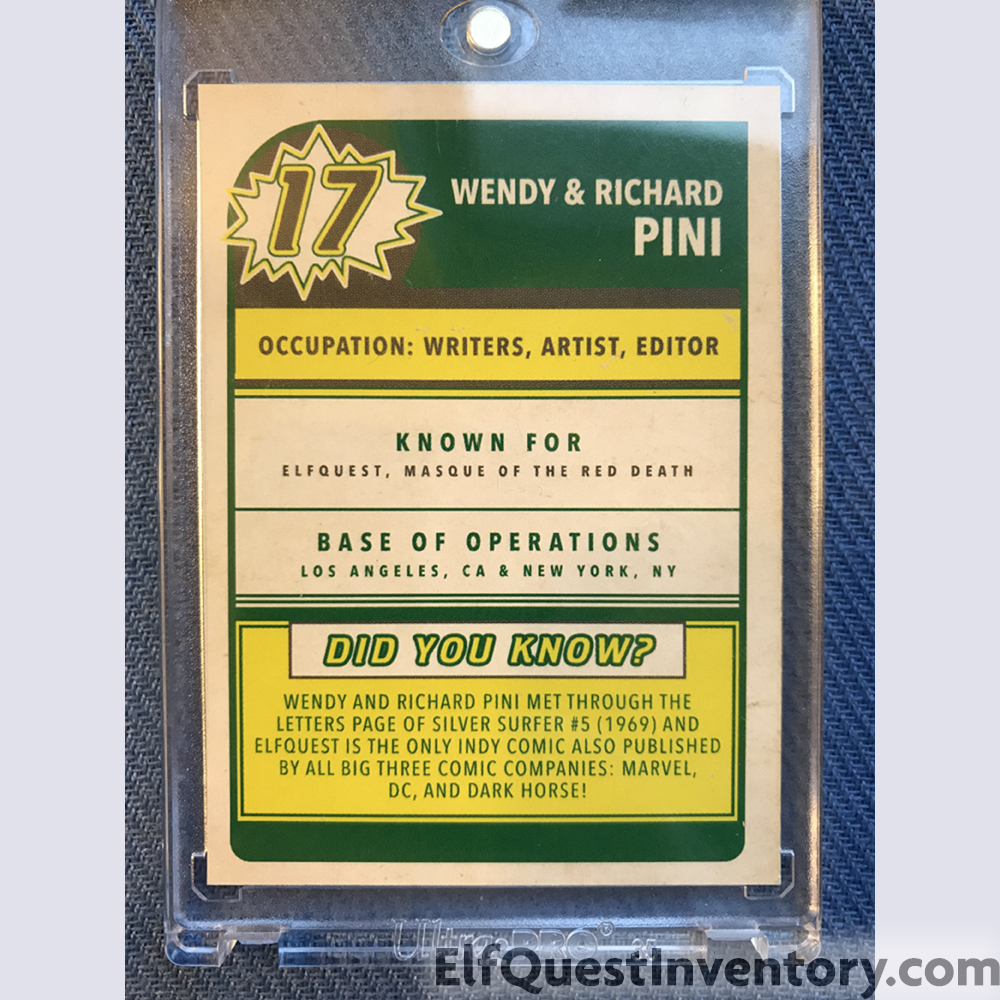 17
WENDY & RICHARD
PINI
OCCUPATION: WRITERS, ARTIST, EDITOR
KNOWN FOR
ELFQUEST, MASQUE OF THE RED DEATH
BASE OF OPERATIONS
LOS ANGELES, CA & NEW YORK, NY
DID YOU KNOW?
WENDY AND RICHARD PINI MET THROUGH THE
LETTERS PAGE OF SILVER SURFER #5 (1969) AND
ELFQUEST IS THE ONLY INDY COMIC ALSO PUBLISHED
BY ALL BIG THREE COMIC COMPANIES: MARVEL,
DC, AND DARK HORSE!
Ultra·PRO®
ElfQuestInventory.com